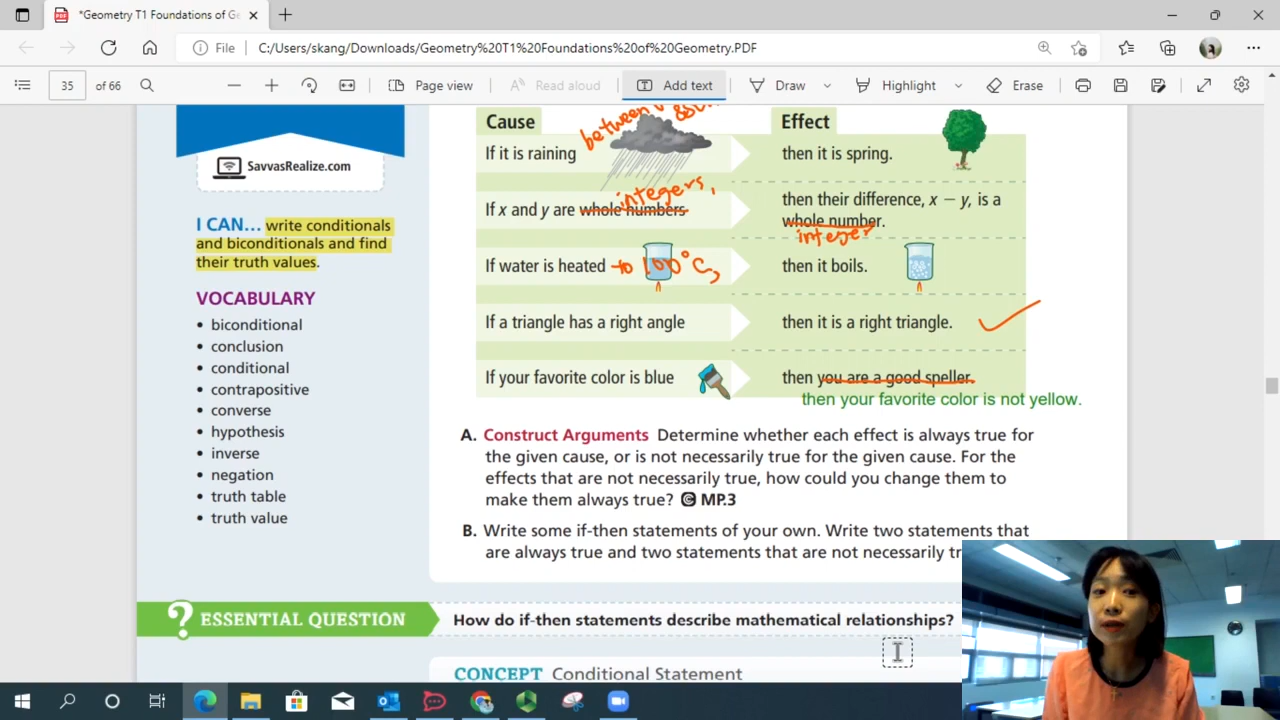 *Geometry T1 Foundations of Ge
File
C:/Users/skang/Downloads/Geometry%20T1%20Foundations%20of%20Geometry.PDF
35
of 66
Page view
Read aloud
Add text
Draw
Highlight
Erase
SavvasRealize.com
I CAN... write conditionals
and biconditionals and find
their truth values.
VOCABULARY
• biconditional
• conclusion
• conditional
• contrapositive
• converse
• hypothesis
• inverse
• negation
• truth table
• truth value
Cause
between
Effect
If it is raining
then it is spring.
integers,
If x and y are whole numbers
then their difference, x − y, is a
whole number.
integer
If water is heated to 100°C,
then it boils.
If a triangle has a right angle
then it is a right triangle.
If your favorite color is blue
then you are a good speller.
then your favorite color is not yellow.
A. Construct Arguments Determine whether each effect is always true for
the given cause, or is not necessarily true for the given cause. For the
effects that are not necessarily true, how could you change them to
make them always true? MP.3
B. Write some if-then statements of your own. Write two statements that
are always true and two statements that are not necessarily tr
? ESSENTIAL QUESTION
How do if-then statements describe mathematical relationships?
CONCEPT Conditional Statement